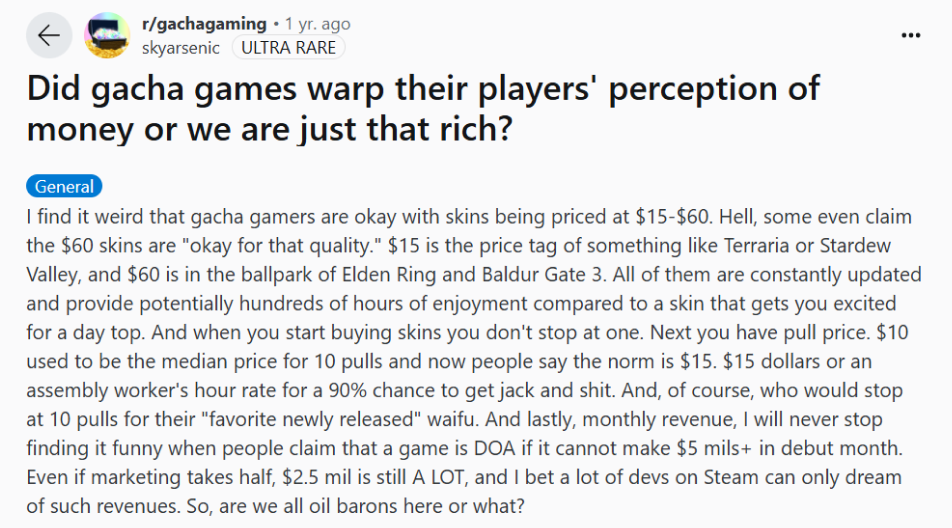 r/gachagaming • 1 yr. ago
skyarsenic ULTRA RARE
Did gacha games warp their players' perception of
money or we are just that rich?
General
I find it weird that gacha gamers are okay with skins being priced at $15-$60. Hell, some even claim
the $60 skins are "okay for that quality." $15 is the price tag of something like Terraria or Stardew
Valley, and $60 is in the ballpark of Elden Ring and Baldur Gate 3. All of them are constantly updated
and provide potentially hundreds of hours of enjoyment compared to a skin that gets you excited
for a day top. And when you start buying skins you don't stop at one. Next you have pull price. $10
used to be the median price for 10 pulls and now people say the norm is $15. $15 dollars or an
assembly worker's hour rate for a 90% chance to get jack and shit. And, of course, who would stop
at 10 pulls for their "favorite newly released" waifu. And lastly, monthly revenue, I will never stop
finding it funny when people claim that a game is DOA if it cannot make $5 mils+ in debut month.
Even if marketing takes half, $2.5 mil is still A LOT, and I bet a lot of devs on Steam can only dream
of such revenues. So, are we all oil barons here or what?